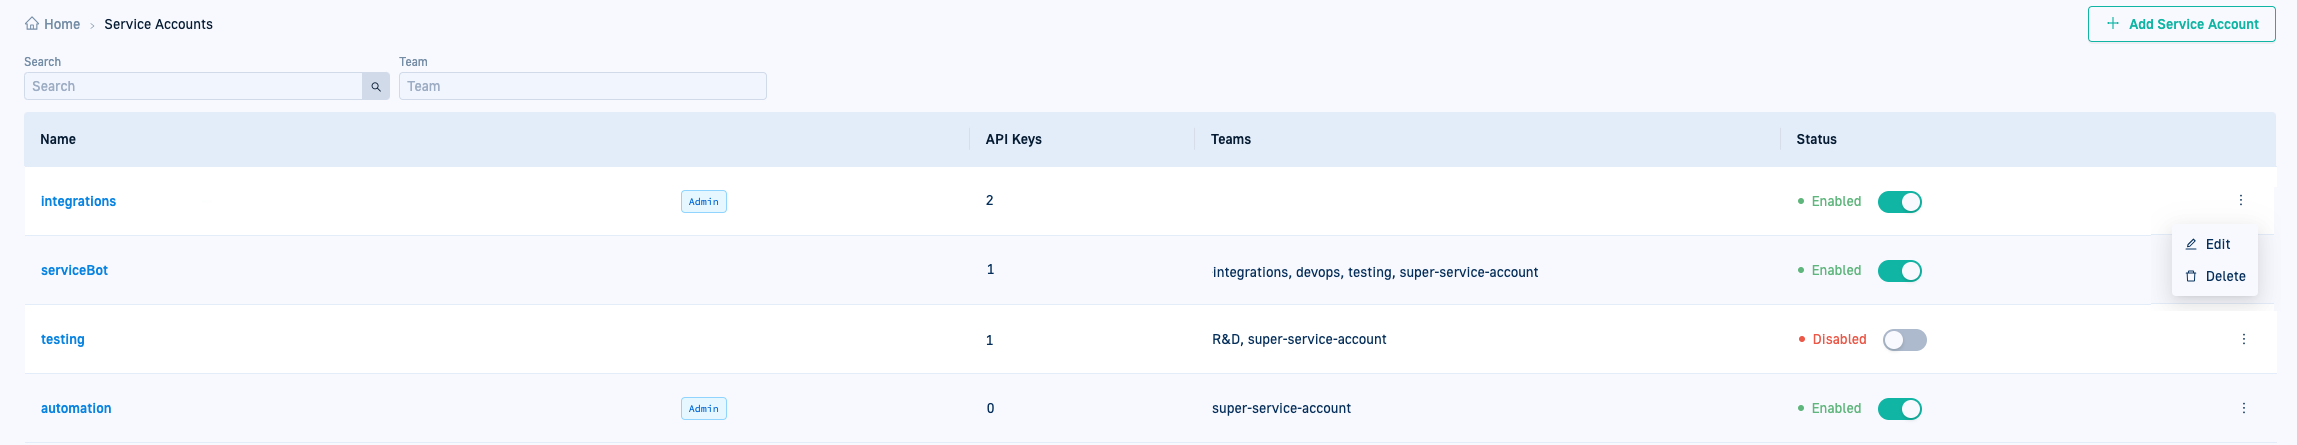 Home > Service Accounts
+ Add Service Account
Search
Team
Search
Team
Name API Keys Teams Status
integrations Admin 2 Enabled
Edit
serviceBot 1 integrations, devops, testing, super-service-account Enabled
Delete
testing 1 R&D, super-service-account Disabled
automation Admin 0 super-service-account Enabled